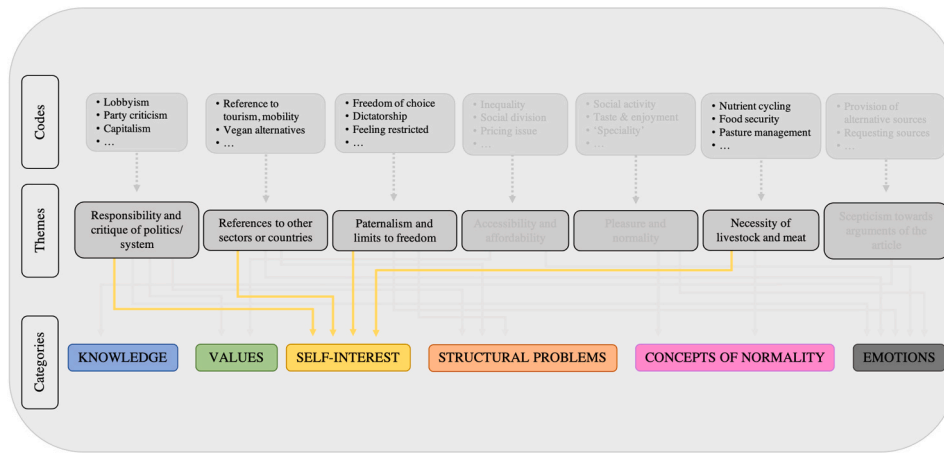 Codes
• Lobbyism
• Party criticism
• Capitalism
• …
• Reference to
tourism, mobility
• Vegan alternatives
• …
• Freedom of choice
• Dictatorship
• Feeling restricted
• …
• Inequality
• Social division
• Pricing issue
• …
• Social activity
• Taste & enjoyment
• ‘Speciality’
• …
• Nutrient cycling
• Food security
• Pasture management
• …
• Provision of
alternative sources
• Requesting sources
• …
Themes
Responsibility and
critique of politics/
system
References to other
sectors or countries
Paternalism and
limits to freedom
Accessibility and
affordability
Pleasure and
normality
Necessity of
livestock and meat
Scepticism towards
arguments of the
article
Categories
KNOWLEDGE
VALUES
SELF-INTEREST
STRUCTURAL PROBLEMS
CONCEPTS OF NORMALITY
EMOTIONS